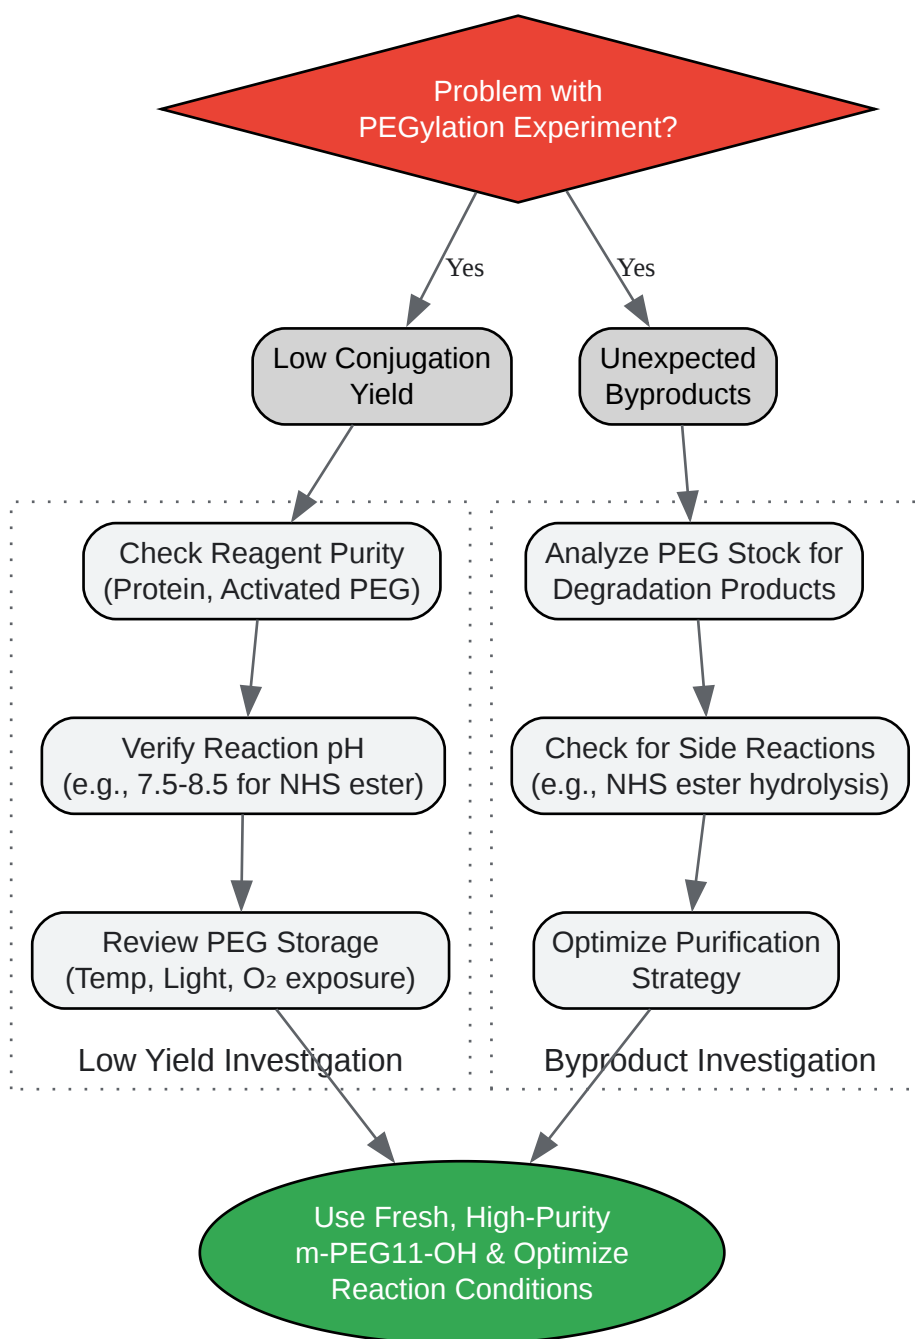 Problem with
PEGylation Experiment?
Yes
Yes
Low Conjugation
Yield
Unexpected
Byproducts
Check Reagent Purity
(Protein, Activated PEG)
Analyze PEG Stock for
Degradation Products
Verify Reaction pH
(e.g., 7.5-8.5 for NHS ester)
Check for Side Reactions
(e.g., NHS ester hydrolysis)
Review PEG Storage
(Temp, Light, O₂ exposure)
Optimize Purification
Strategy
Low Yield Investigation
Byproduct Investigation
Use Fresh, High-Purity
m-PEG11-OH & Optimize
Reaction Conditions